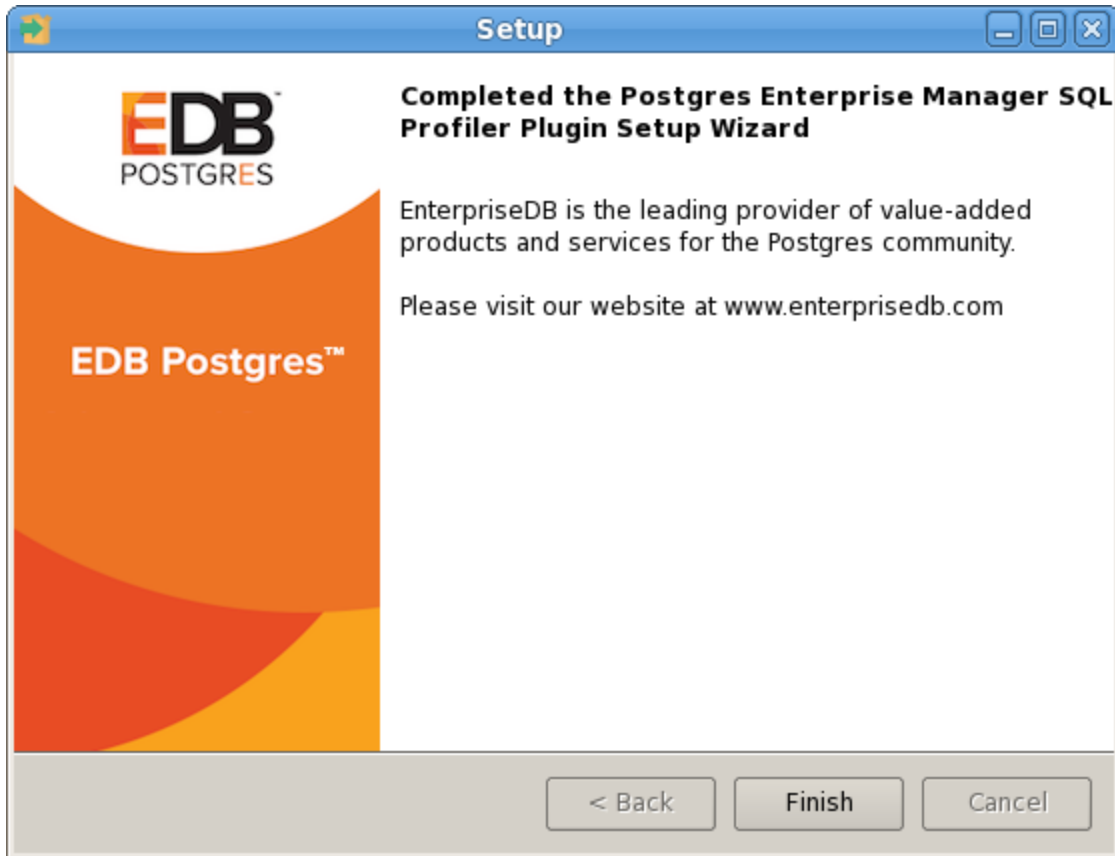 Setup
EDB™
POSTGRES
EDB Postgres™
Completed the Postgres Enterprise Manager SQL
Profiler Plugin Setup Wizard
EnterpriseDB is the leading provider of value-added
products and services for the Postgres community.
Please visit our website at www.enterprisedb.com
< Back
Finish
Cancel